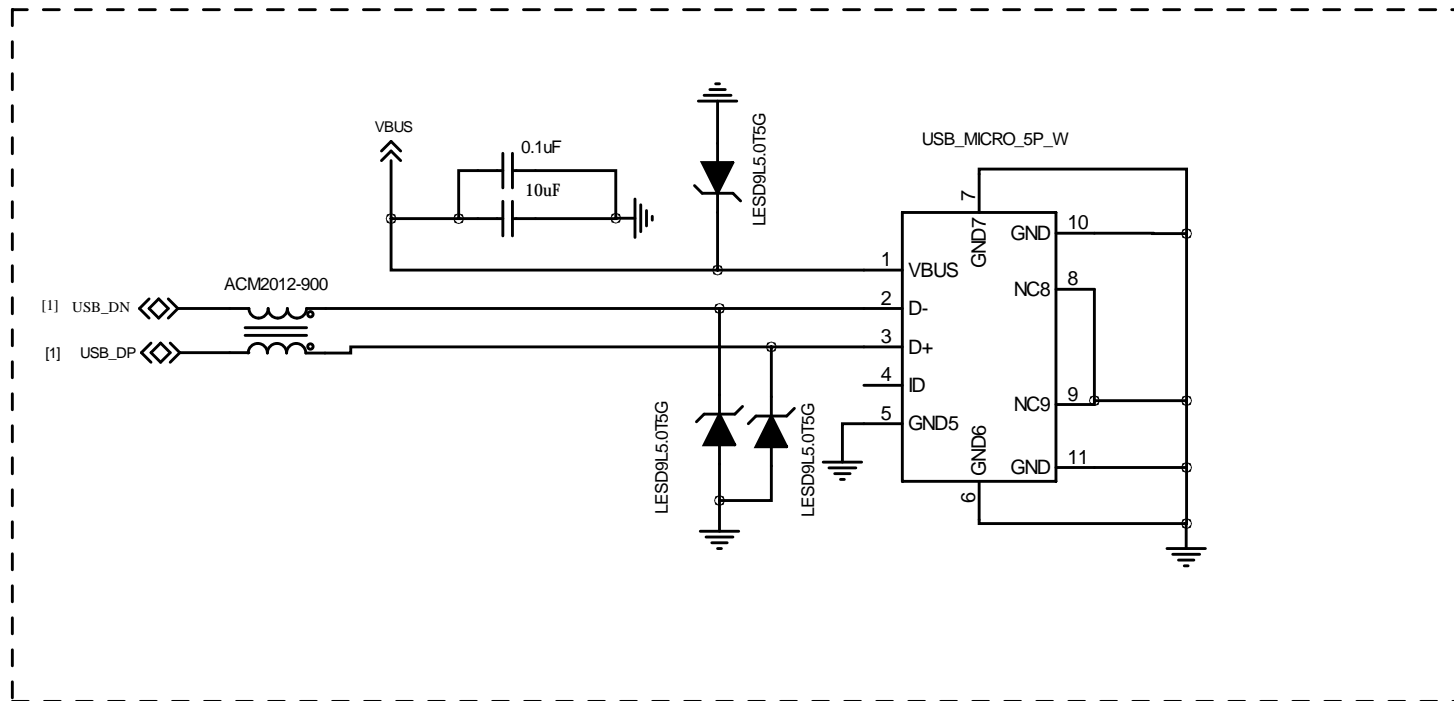 VBUS
0.1uF
10uF
LESD9L5.0T5G
USB_MICRO_5P_W
7
GND7
GND
10
1
VBUS
NC8
8
ACM2012-900
[1] USB_DN
2
D-
[1] USB_DP
3
D+
4
ID
NC9
9
5
GND5
LESD9L5.0T5G
LESD9L5.0T5G
GND6
GND
11
6